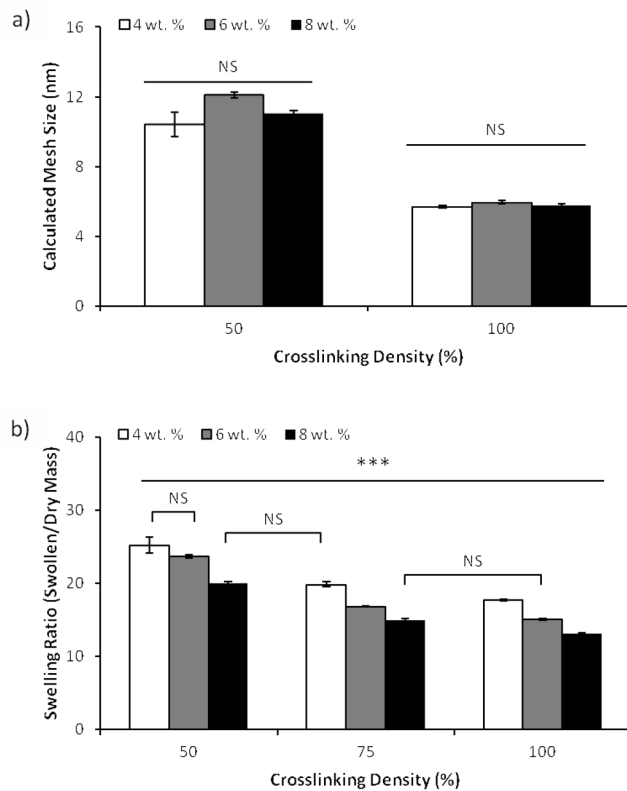 a)
4 wt. % 6 wt. % 8 wt. %
16
12
8
4
0
Calculated Mesh Size (nm)
NS
NS
50 100
Crosslinking Density (%)
b)
4 wt. % 6 wt. % 8 wt. %
40
30
20
10
0
Swelling Ratio (Swollen/Dry Mass)
***
NS
NS
NS
50 75 100
Crosslinking Density (%)